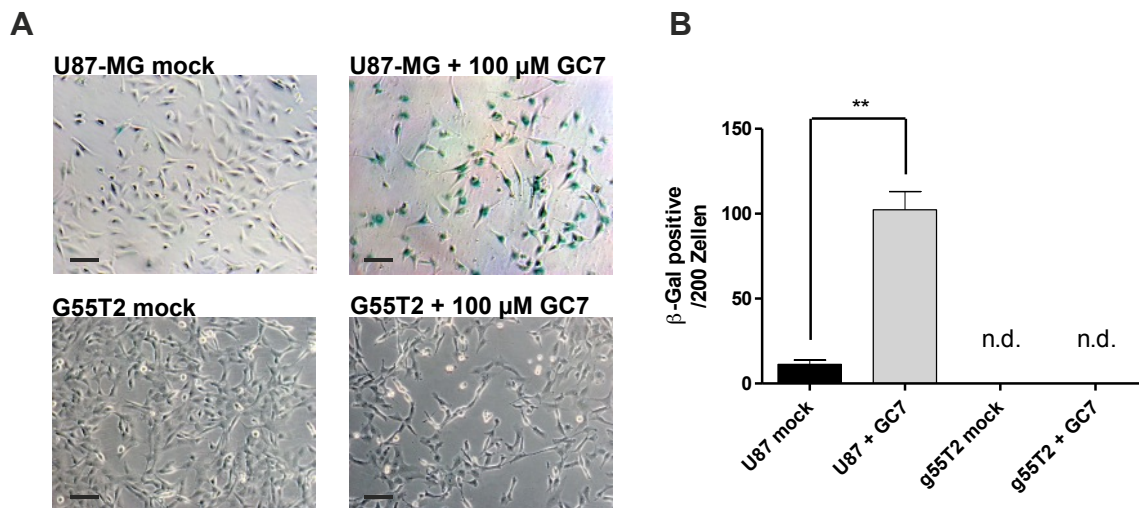 A
U87-MG mock
U87-MG + 100 µM GC7
G55T2 mock
G55T2 + 100 µM GC7
B
**
150
100
50
0
β-Gal positive
/200 Zellen
n.d.
n.d.
U87 mock
U87 + GC7
g55T2 mock
g55T2 + GC7